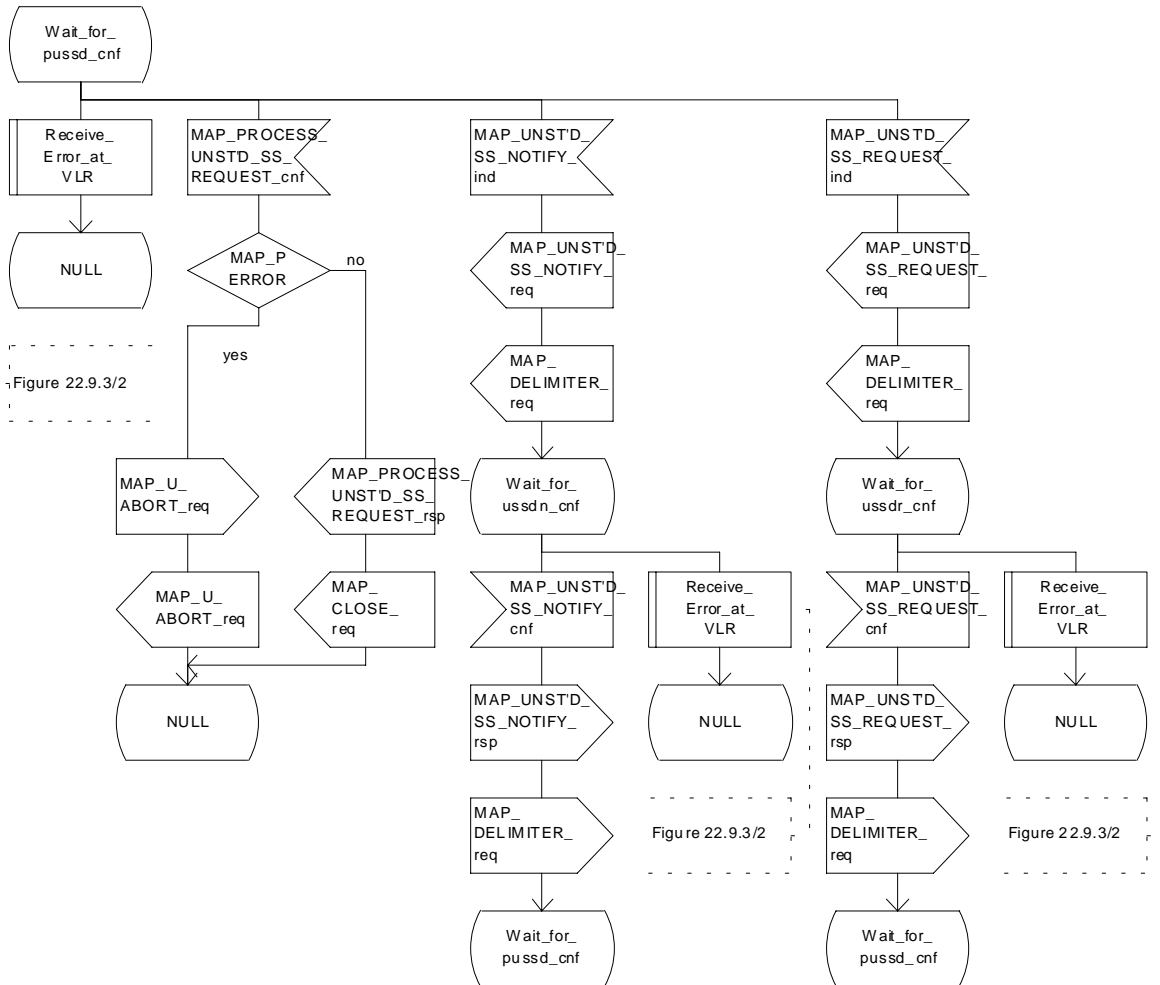 Wait_for_
pussd_cnf
Receive_
Error_at_
VLR
NULL
Figure 22.9.3/2
MAP_PROCESS_
UNST'D_SS_
REQUEST_cnf
MAP_P
ERROR
no
yes
MAP_U_
ABORT_req
MAP_U_
ABORT_req
NULL
MAP_PROCESS_
UNST'D_SS_
REQUEST_rsp
MAP_
CLOSE_
req
MAP_UNST'D_
SS_NOTIFY_
ind
MAP_UNST'D_
SS_NOTIFY_
req
MAP_
DELIMITER_
req
Wait_for_
ussdn_cnf
MAP_UNST'D_
SS_NOTIFY_
cnf
MAP_UNST'D_
SS_NOTIFY_
rsp
MAP_
DELIMITER_
req
Wait_for_
pussd_cnf
Receive_
Error_at_
VLR
NULL
Figure 22.9.3/2
MAP_UNST'D_
SS_REQUEST_
ind
MAP_UNST'D_
SS_REQUEST_
req
MAP_
DELIMITER_
req
Wait_for_
ussdr_cnf
MAP_UNST'D_
SS_REQUEST_
cnf
MAP_UNST'D_
SS_REQUEST_
rsp
MAP_
DELIMITER_
req
Wait_for_
pussd_cnf
Receive_
Error_at_
VLR
NULL
Figure 22.9.3/2